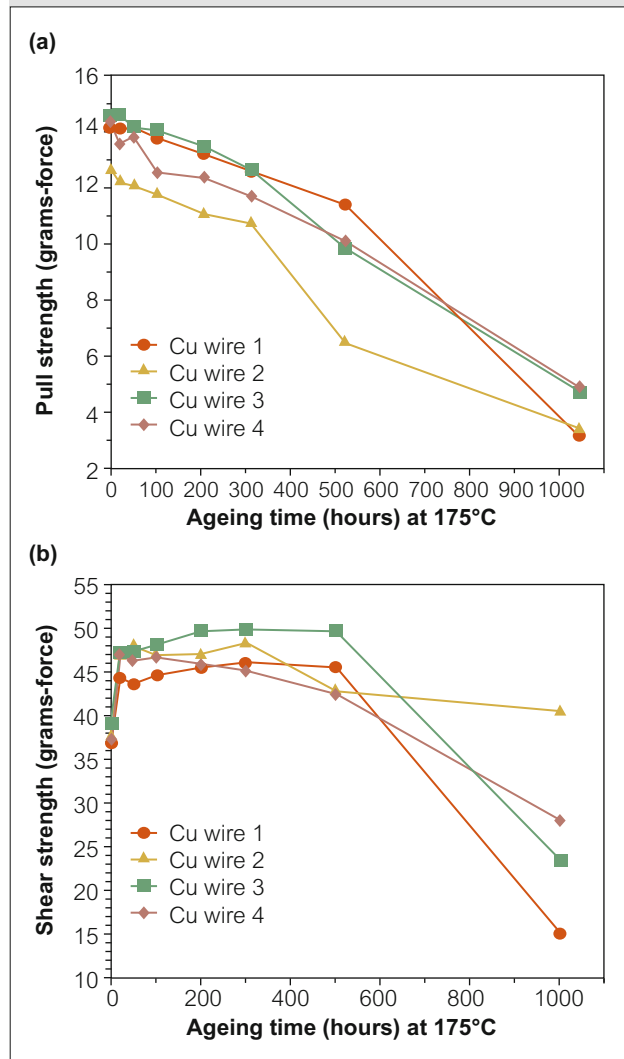 (a)
16
14
12
10
8
6
4
2
Pull strength (grams-force)
Cu wire 1
Cu wire 2
Cu wire 3
Cu wire 4
0 100 200 300 400 500 600 700 800 900 1000
Ageing time (hours) at 175°C
(b)
55
50
45
40
35
30
25
20
15
10
Shear strength (grams-force)
Cu wire 1
Cu wire 2
Cu wire 3
Cu wire 4
0 200 400 600 800 1000
Ageing time (hours) at 175°C